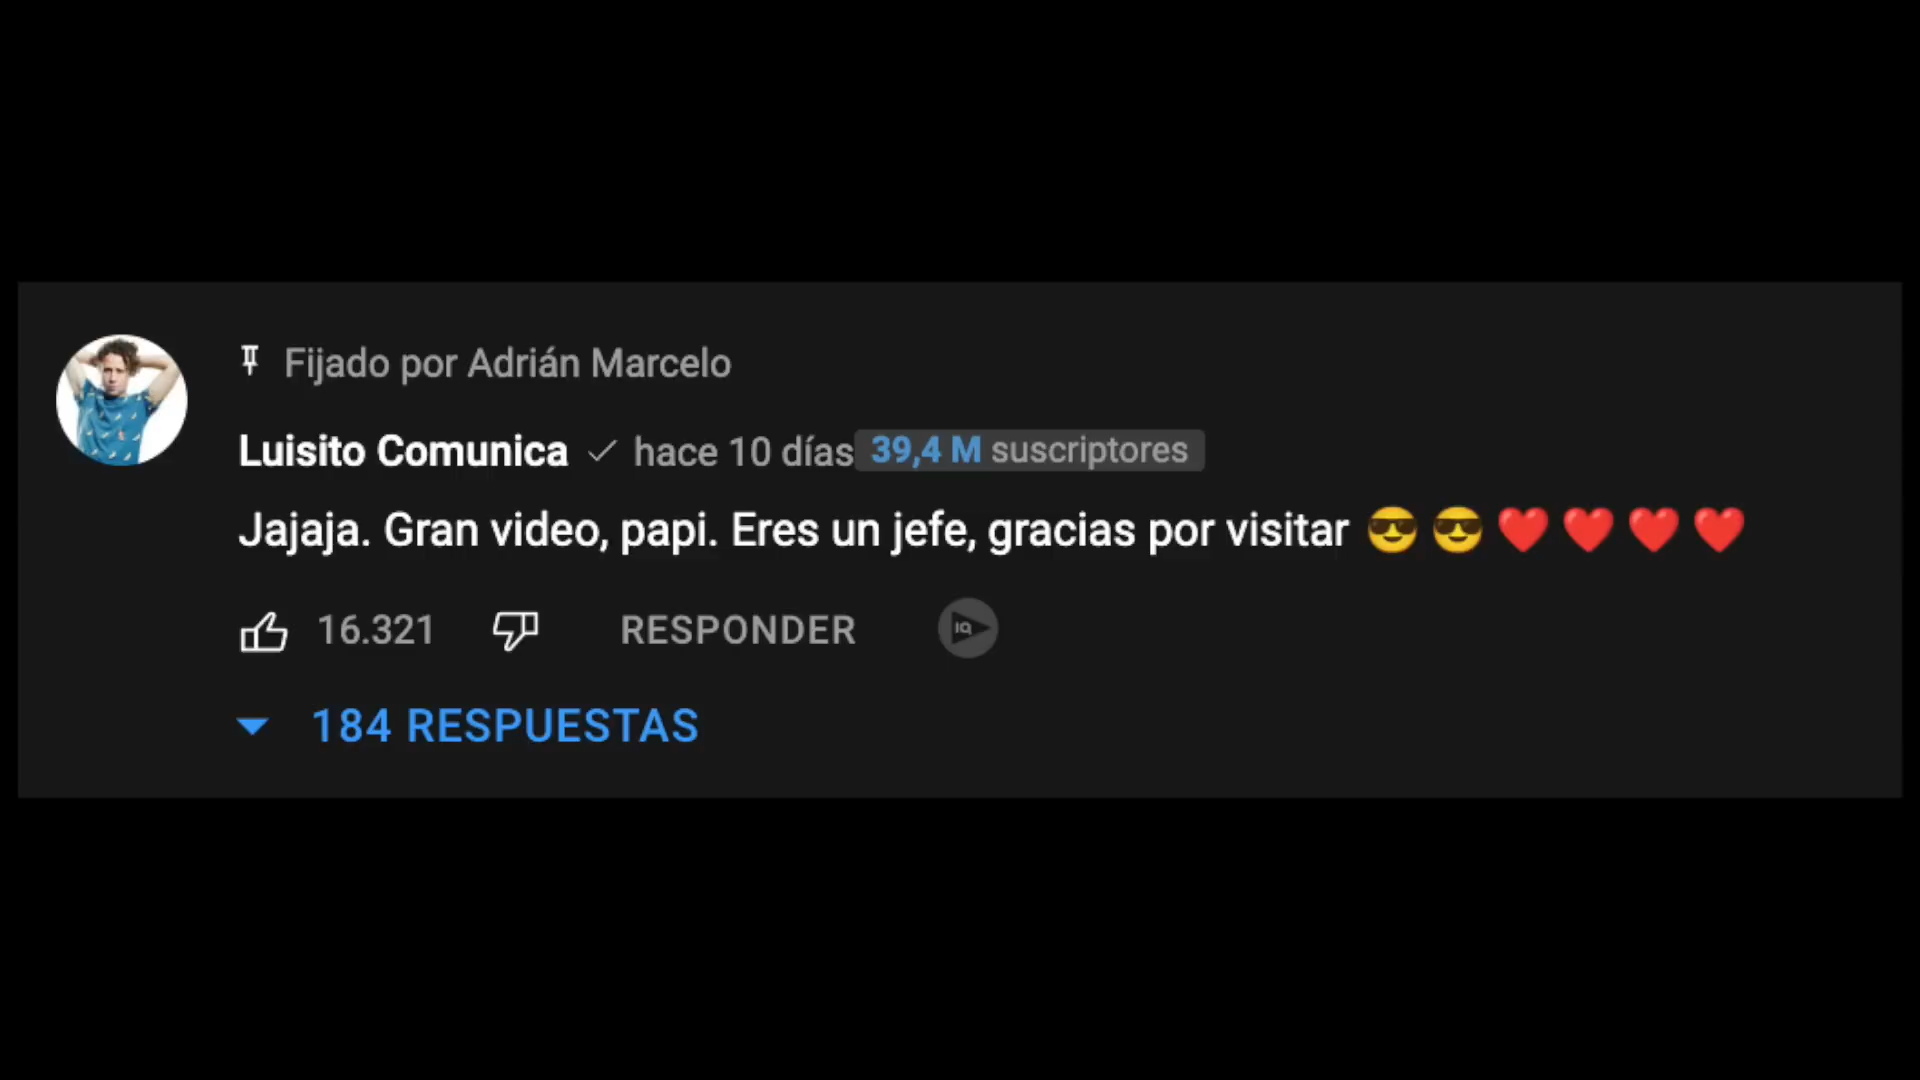 Fijado por Adrián Marcelo
Luisito Comunica hace 10 días 39,4 M suscriptores
Jajaja. Gran video, papi. Eres un jefe, gracias por visitar 😎😎❤️❤️❤️❤️
16.321 RESPONDER IQ
184 RESPUESTAS